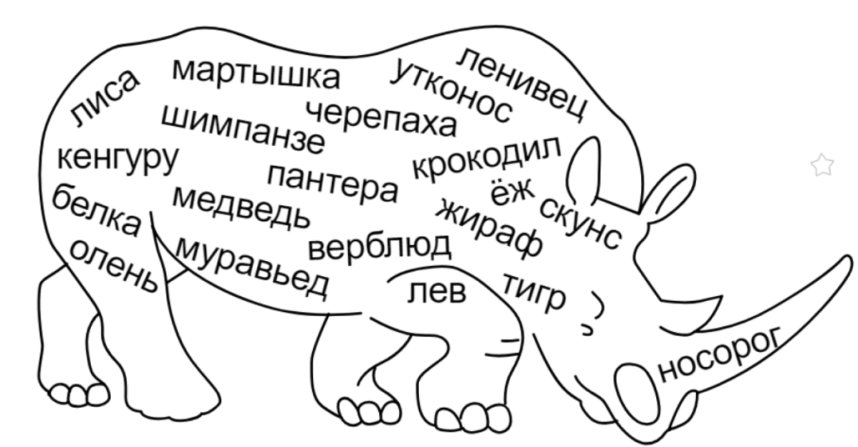 ленивец
утконос
мартышка
лиса
черепаха
шимпанзе
крокодил
кенгуру
пантера
ёж
скунс
медведь
жираф
белка
верблюд
муравьед
олень
лев
тигр
носорог